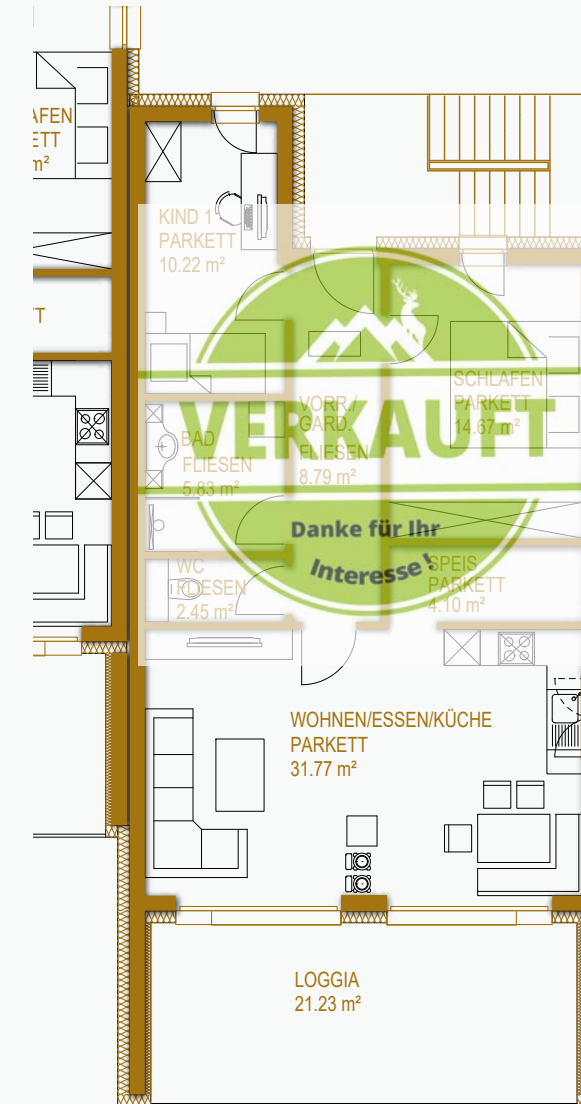 AFEN
ETT
m²
T
KIND 1
PARKETT
10.22 m²
SCHLAFEN
PARKETT
14.67 m²
VORR./
GARD.
FLIESEN
8.79 m²
VERKAUFT
BAD
FLIESEN
5.83 m²
Danke für Ihr
Interesse!
WC
FLIESEN
2.45 m²
SPEIS
PARKETT
4.10 m²
WOHNEN/ESSEN/KÜCHE
PARKETT
31.77 m²
LOGGIA
21.23 m²